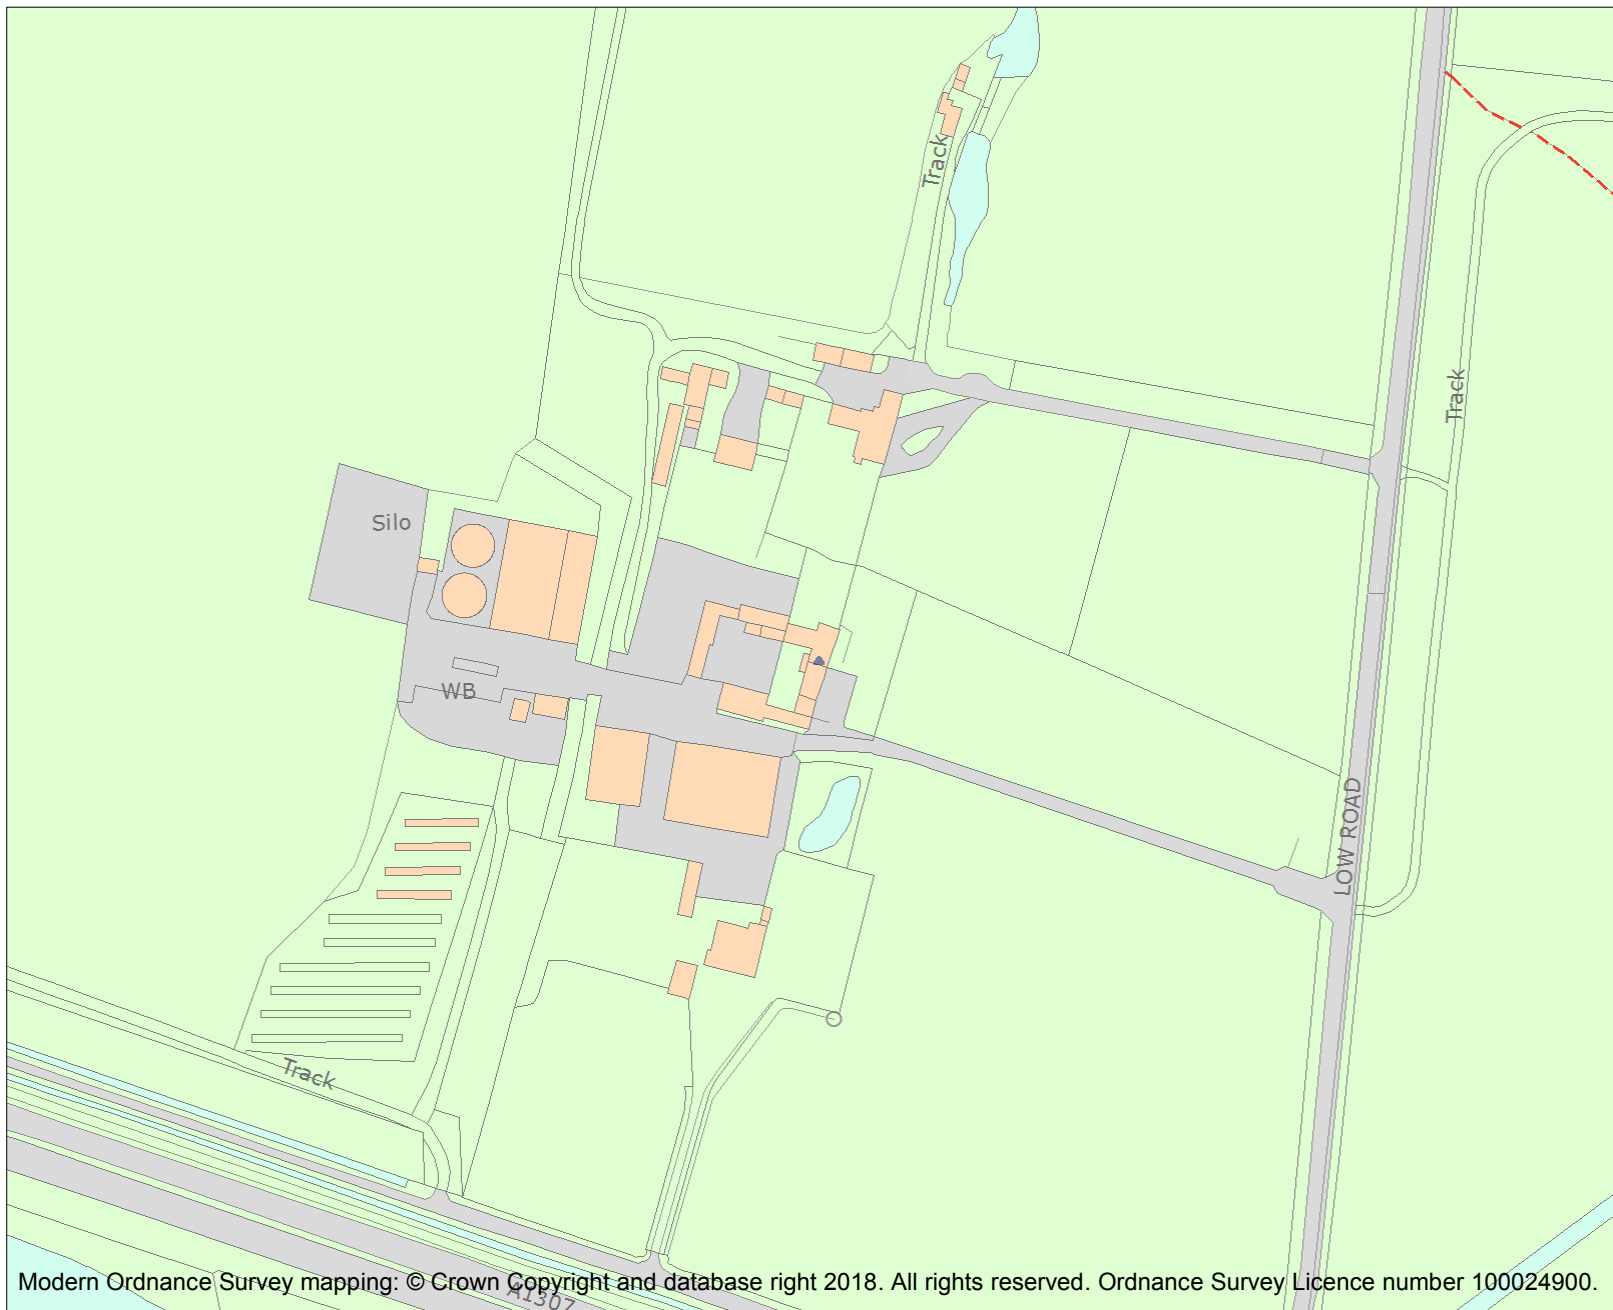 Track
Track
Silo
WB
LOW ROAD
Track
A1307
Modern Ordnance Survey mapping: © Crown Copyright and database right 2018. All rights reserved. Ordnance Survey Licence number 100024900.